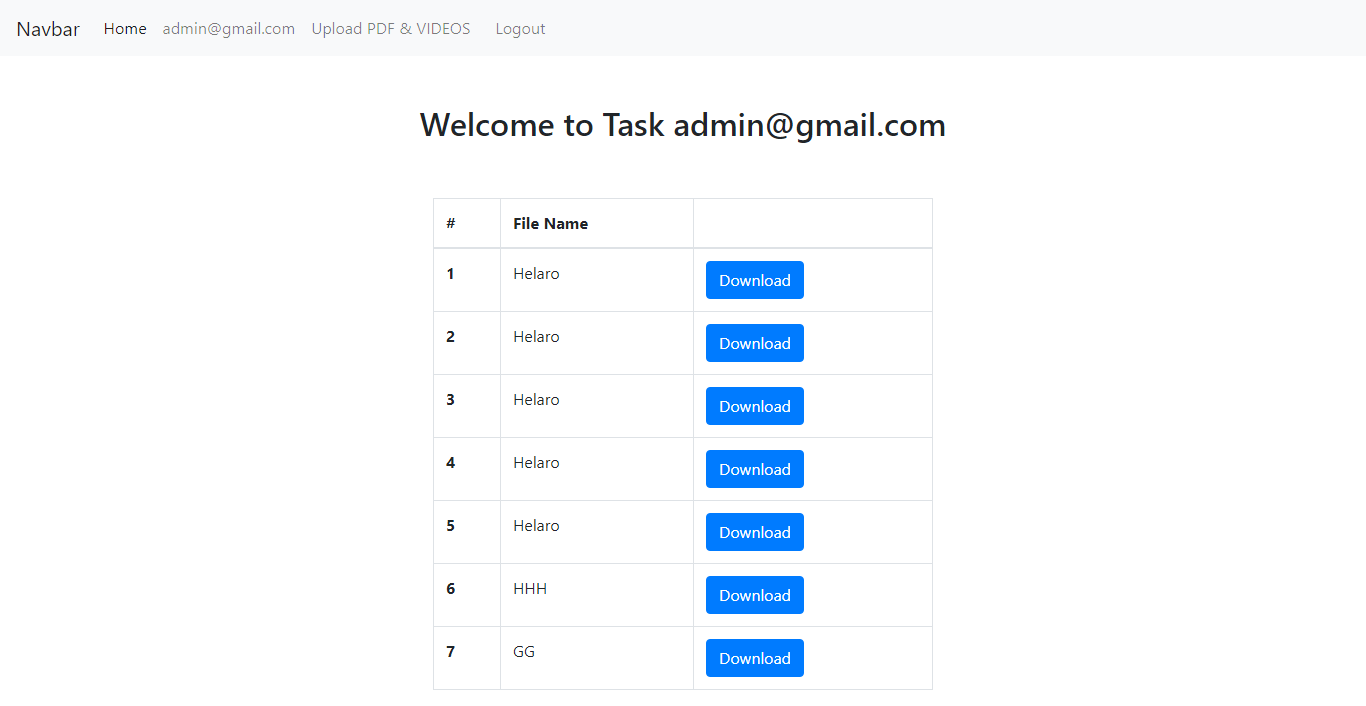 Navbar Home admin@gmail.com Upload PDF & VIDEOS Logout
Welcome to Task admin@gmail.com
# File Name
1 Helaro Download
2 Helaro Download
3 Helaro Download
4 Helaro Download
5 Helaro Download
6 HHH Download
7 GG Download